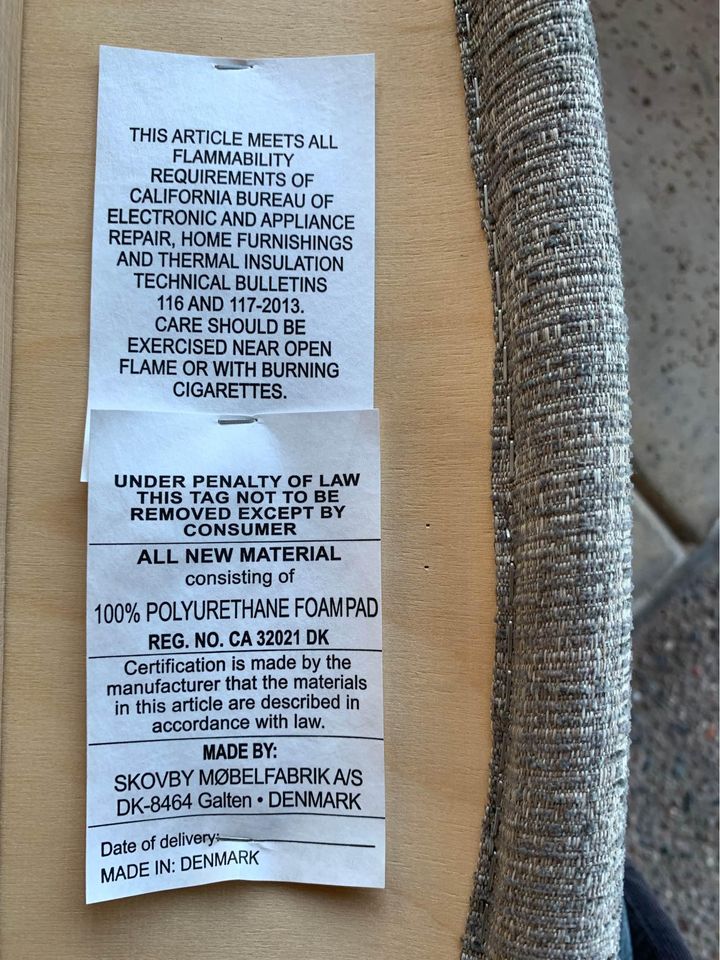 THIS ARTICLE MEETS ALL
FLAMMABILITY
REQUIREMENTS OF
CALIFORNIA BUREAU OF
ELECTRONIC AND APPLIANCE
REPAIR, HOME FURNISHINGS
AND THERMAL INSULATION
TECHNICAL BULLETINS
116 AND 117-2013.
CARE SHOULD BE
EXERCISED NEAR OPEN
FLAME OR WITH BURNING
CIGARETTES.
UNDER PENALTY OF LAW
THIS TAG NOT TO BE
REMOVED EXCEPT BY
CONSUMER
ALL NEW MATERIAL
consisting of
100% POLYURETHANE FOAM PAD
REG. NO. CA 32021 DK
Certification is made by the
manufacturer that the materials
in this article are described in
accordance with law.
MADE BY:
SKOVBY MØBELFABRIK A/S
DK-8464 Galten • DENMARK
Date of delivery:
MADE IN: DENMARK